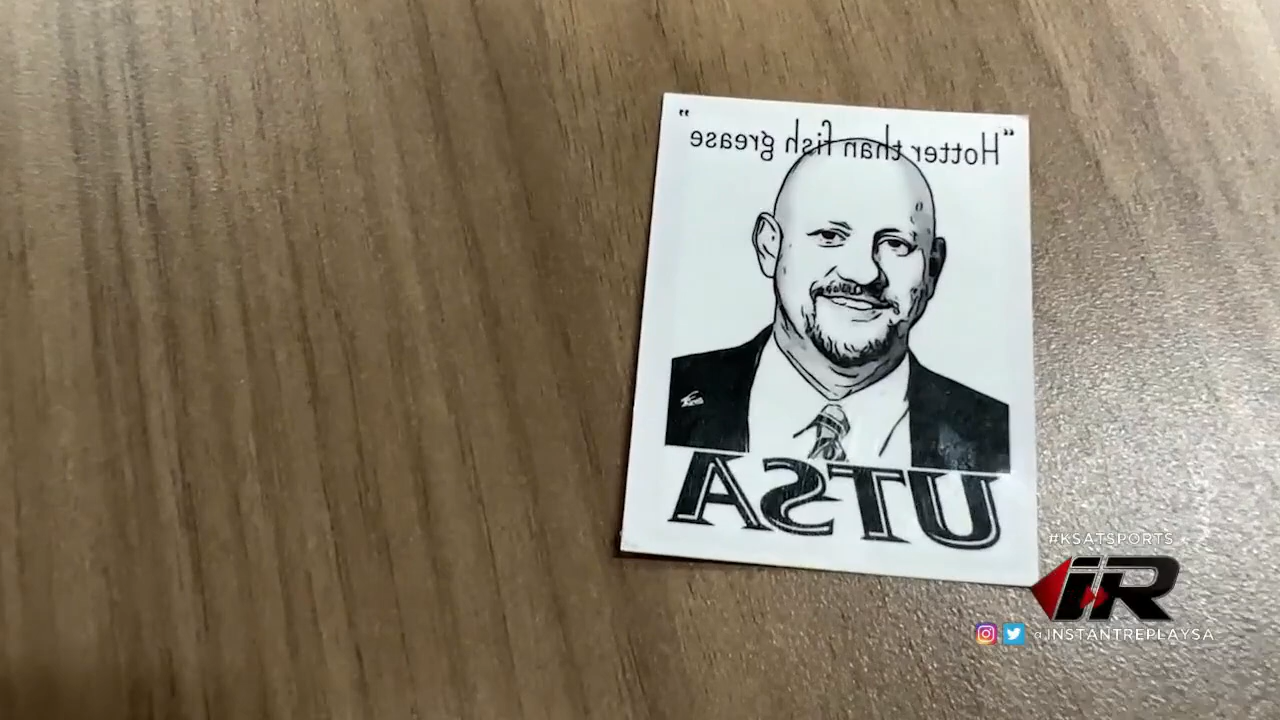 “Hotter than fish grease”
UTSA
#KSATSPORTS
iR
@INSTANTREPLAYSA